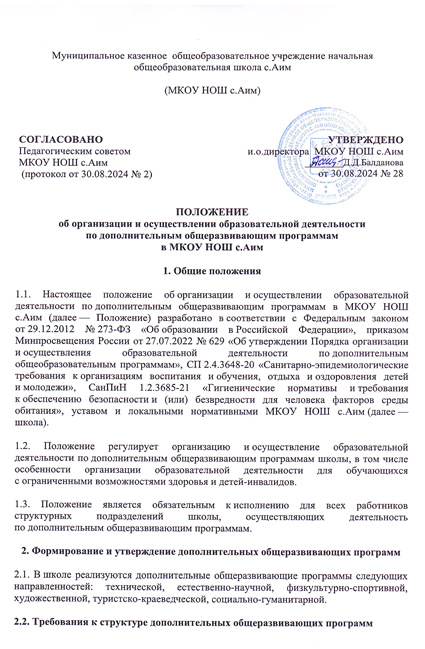 Муниципальное казенное общеобразовательное учреждение начальная
общеобразовательная школа с.Аим
(МКОУ НОШ с.Аим)
СОГЛАСОВАНО
Педагогическим советом
МКОУ НОШ с.Аим
(протокол от 30.08.2024 № 2)
УТВЕРЖДЕНО
и.о.директора МКОУ НОШ с.Аим
Д.Д.Балданова
от 30.08.2024 № 28
ПОЛОЖЕНИЕ
об организации и осуществлении образовательной деятельности
по дополнительным общеразвивающим программам
в МКОУ НОШ с.Аим
1. Общие положения
1.1. Настоящее положение об организации и осуществлении образовательной
деятельности по дополнительным общеразвивающим программам в МКОУ НОШ
с.Аим (далее — Положение) разработано в соответствии с Федеральным законом
от 29.12.2012 № 273-ФЗ «Об образовании в Российской Федерации», приказом
Минпросвещения России от 27.07.2022 № 629 «Об утверждении Порядка организации
и осуществления образовательной деятельности по дополнительным
общеобразовательным программам», СП 2.4.3648-20 «Санитарно-эпидемиологические
требования к организациям воспитания и обучения, отдыха и оздоровления детей
и молодежи», СанПиН 1.2.3685-21 «Гигиенические нормативы и требования
к обеспечению безопасности и (или) безвредности для человека факторов среды
обитания», уставом и локальными нормативными МКОУ НОШ с.Аим (далее —
школа).
1.2. Положение регулирует организацию и осуществление образовательной
деятельности по дополнительным общеразвивающим программам школы, в том числе
особенности организации образовательной деятельности для обучающихся
с ограниченными возможностями здоровья и детей-инвалидов.
1.3. Положение является обязательным к исполнению для всех работников
структурных подразделений школы, осуществляющих деятельность
по дополнительным общеразвивающим программам.
2. Формирование и утверждение дополнительных общеразвивающих программ
2.1. В школе реализуются дополнительные общеразвивающие программы следующих
направленностей: технической, естественно-научной, физкультурно-спортивной,
художественной, туристско-краеведческой, социально-гуманитарной.
2.2. Требования к структуре дополнительных общеразвивающих программ